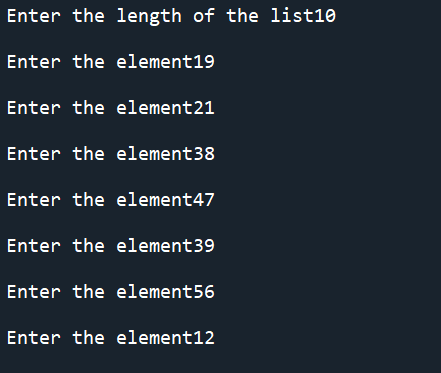 Enter the length of the list10
Enter the element19
Enter the element21
Enter the element38
Enter the element47
Enter the element39
Enter the element56
Enter the element12